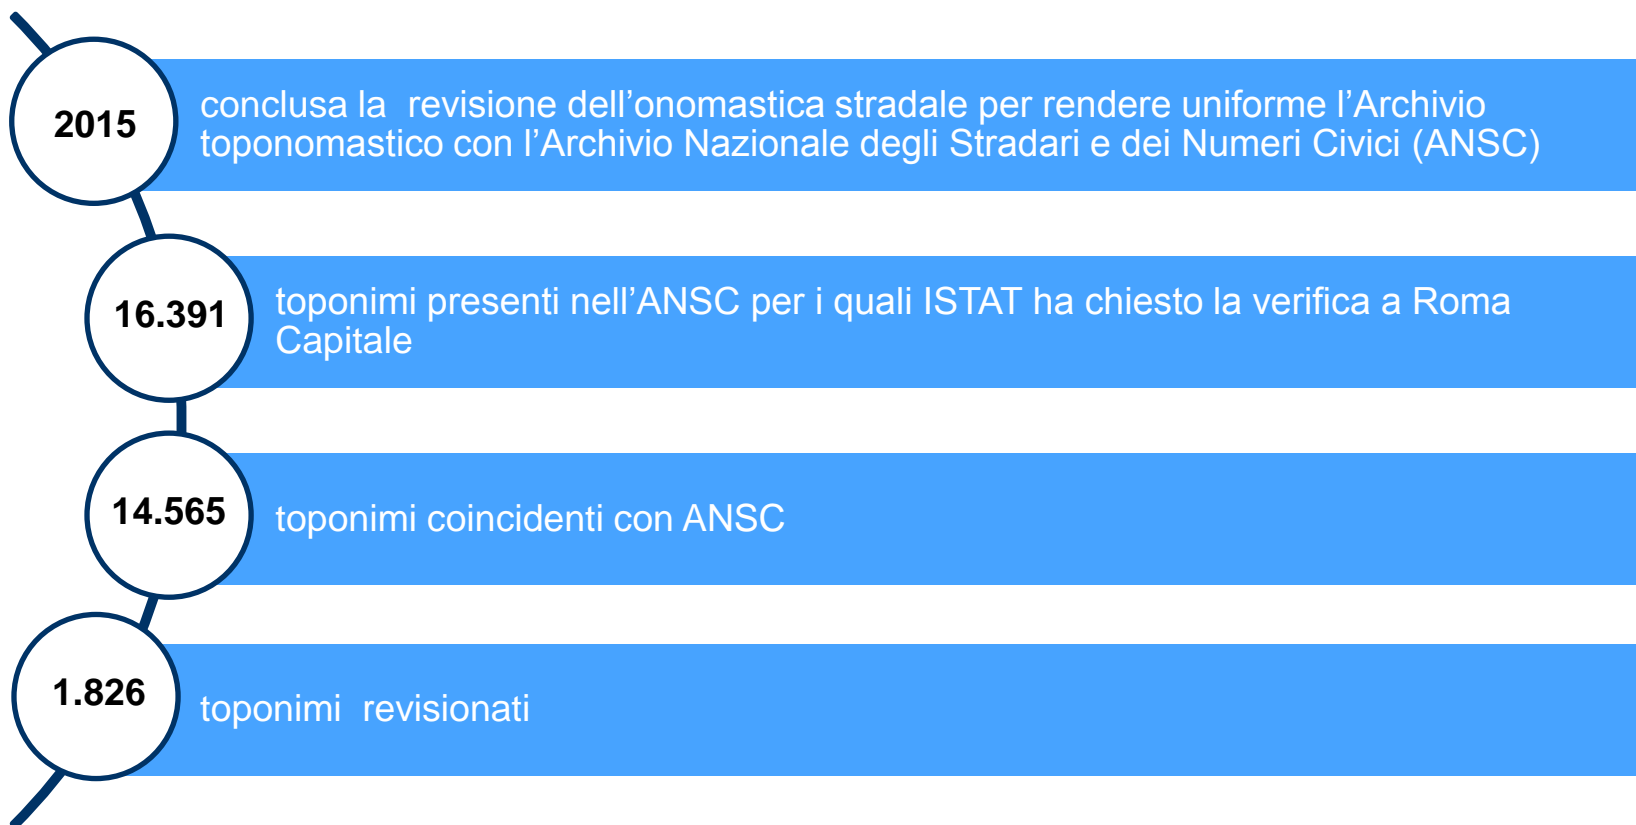 2015
conclusa la  revisione dell’onomastica stradale per rendere uniforme l’Archivio
toponomastico con l’Archivio Nazionale degli Stradari e dei Numeri Civici (ANSC)
16.391
toponimi presenti nell’ANSC per i quali ISTAT ha chiesto la verifica a Roma
Capitale
14.565
toponimi coincidenti con ANSC
1.826
toponimi  revisionati